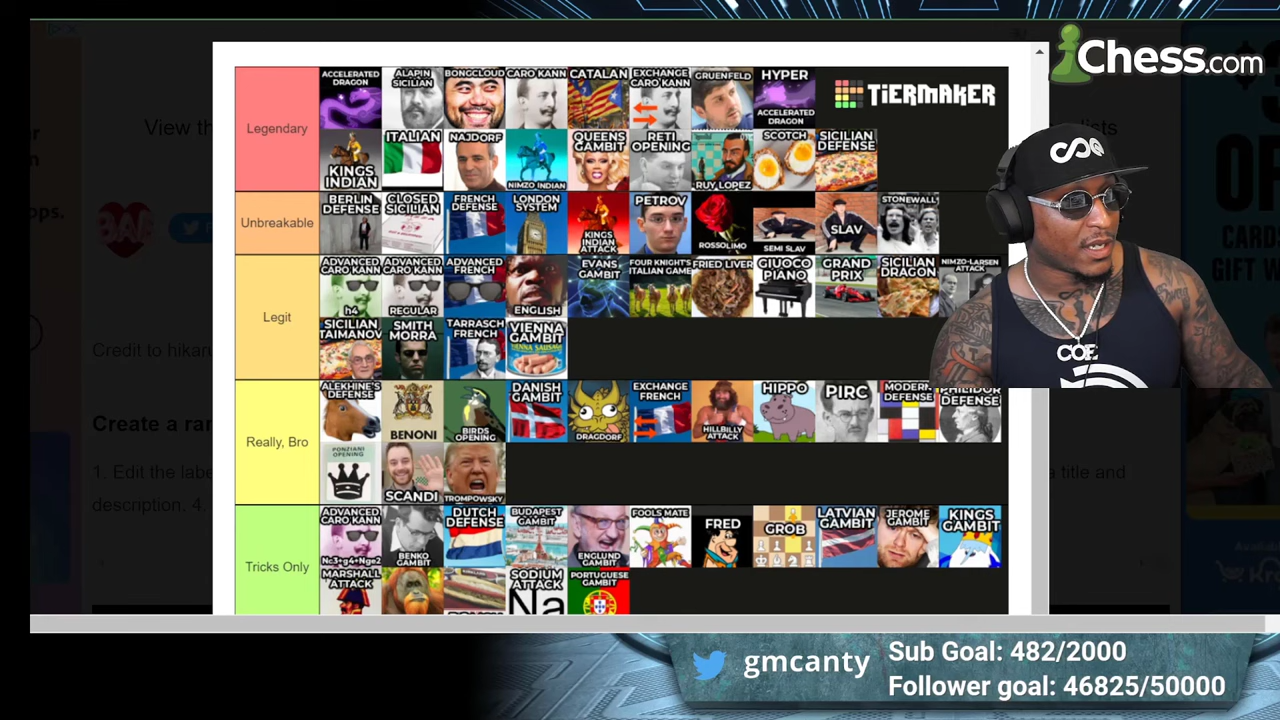 Chess.com
TIERMAKER
View th
lists
Legendary
ACCELERATED DRAGON
ALAPIN SICILIAN
BONGCLOUD
CARO KANN
CATALAN
EXCHANGE CARO KANN
GRUENFELD
HYPER ACCELERATED DRAGON
KINGS INDIAN
ITALIAN
NAJDORF
NIMZO INDIAN
QUEENS GAMBIT
RETI OPENING
RUY LOPEZ
SCOTCH
SICILIAN DEFENSE
Unbreakable
BERLIN DEFENSE
CLOSED SICILIAN
FRENCH DEFENSE
LONDON SYSTEM
KINGS INDIAN ATTACK
PETROV
ROSSOLIMO
SEMI SLAV
SLAV
STONEWALL
Legit
ADVANCED CARO KANN h4
ADVANCED CARO KANN REGULAR
ADVANCED FRENCH
ENGLISH
EVANS GAMBIT
FOUR KNIGHT'S ITALIAN GAME
FRIED LIVER
GIUOCO PIANO
GRAND PRIX
SICILIAN DRAGON
NIMZO-LARSEN ATTACK
SICILIAN TAIMANOV
SMITH MORRA
TARRASCH FRENCH
VIENNA GAMBIT
VIENNA SAUSAGE
Really, Bro
ALEKHINE'S DEFENSE
BENONI
BIRDS OPENING
DANISH GAMBIT
DRAGDORF
EXCHANGE FRENCH
HILLBILLY ATTACK
HIPPO
PIRC
MODERN DEFENSE
PHILIDOR DEFENSE
PONZIANI OPENING
SCANDI
TROMPOWSKY
Tricks Only
ADVANCED CARO KANN Nc3+g4+Nge2
BENKO GAMBIT
DUTCH DEFENSE
BUDAPEST GAMBIT
ENGLUND GAMBIT
FOOLS MATE
FRED
GROB
LATVIAN GAMBIT
JEROME GAMBIT
KINGS GAMBIT
MARSHALL ATTACK
SODIUM ATTACK
Na
PORTUGUESE GAMBIT
ops.
Credit to hikaru
Create a ran
1. Edit the labe
a title and
description. 4.
CARD
GIFT W
COE
gmcanty
Sub Goal: 482/2000
Follower goal: 46825/50000